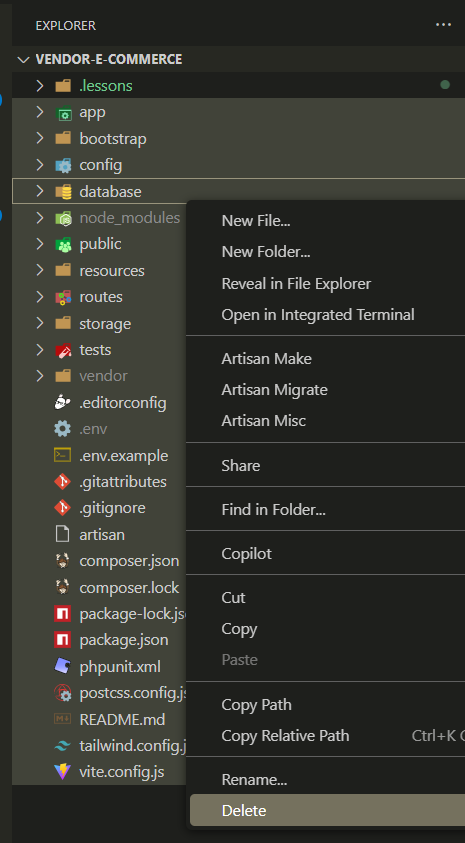 EXPLORER
VENDOR-E-COMMERCE
.lessons
app
bootstrap
config
database
node_modules
public
resources
routes
storage
tests
vendor
.editorconfig
.env
.env.example
.gitattributes
.gitignore
artisan
composer.json
composer.lock
package-lock.js
package.json
phpunit.xml
postcss.config.js
README.md
tailwind.config.j
vite.config.js
New File...
New Folder...
Reveal in File Explorer
Open in Integrated Terminal
Artisan Make
Artisan Migrate
Artisan Misc
Share
Find in Folder...
Copilot
Cut
Copy
Paste
Copy Path
Copy Relative Path Ctrl+K C
Rename...
Delete